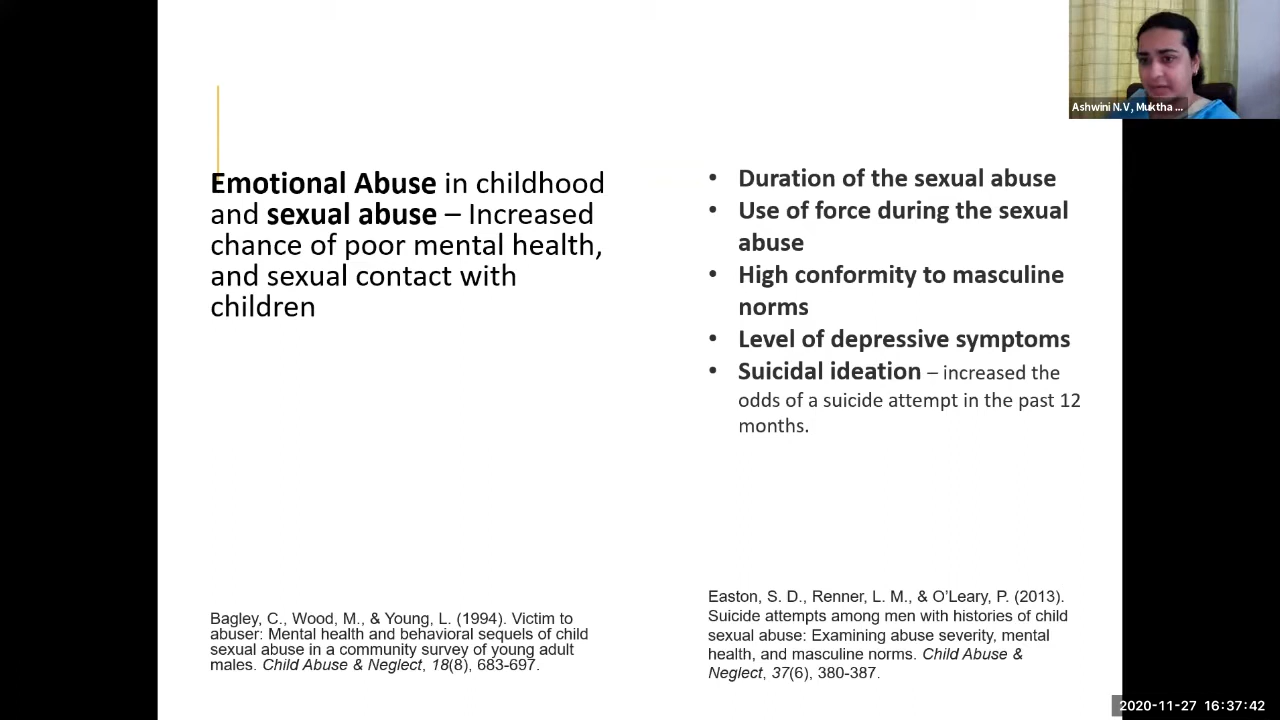 Ashwini N.V, Muktha ...
Emotional Abuse in childhood
and sexual abuse – Increased
chance of poor mental health,
and sexual contact with
children
• Duration of the sexual abuse
• Use of force during the sexual
abuse
• High conformity to masculine
norms
• Level of depressive symptoms
• Suicidal ideation – increased the
odds of a suicide attempt in the past 12
months.
Bagley, C., Wood, M., & Young, L. (1994). Victim to
abuser: Mental health and behavioral sequels of child
sexual abuse in a community survey of young adult
males. Child Abuse & Neglect, 18(8), 683-697.
Easton, S. D., Renner, L. M., & O’Leary, P. (2013).
Suicide attempts among men with histories of child
sexual abuse: Examining abuse severity, mental
health, and masculine norms. Child Abuse &
Neglect, 37(6), 380-387.
2020-11-27 16:37:42